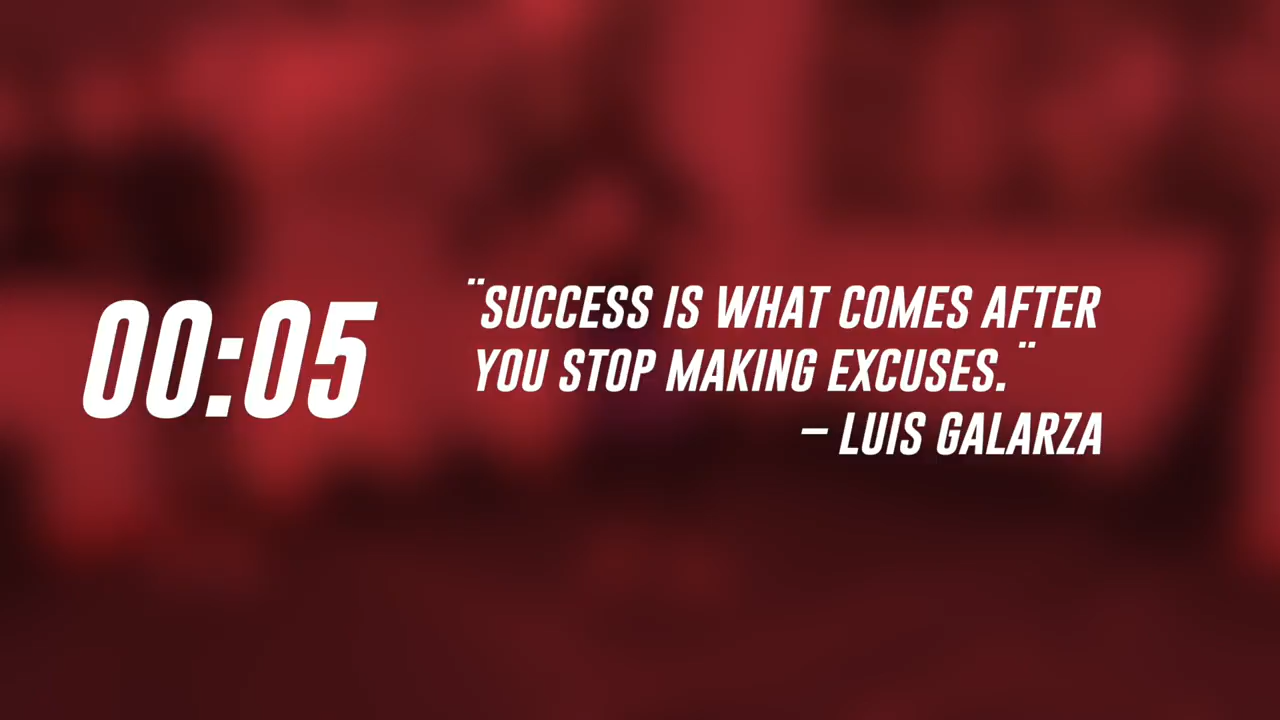 00:05
¨SUCCESS IS WHAT COMES AFTER
YOU STOP MAKING EXCUSES.¨
– LUIS GALARZA